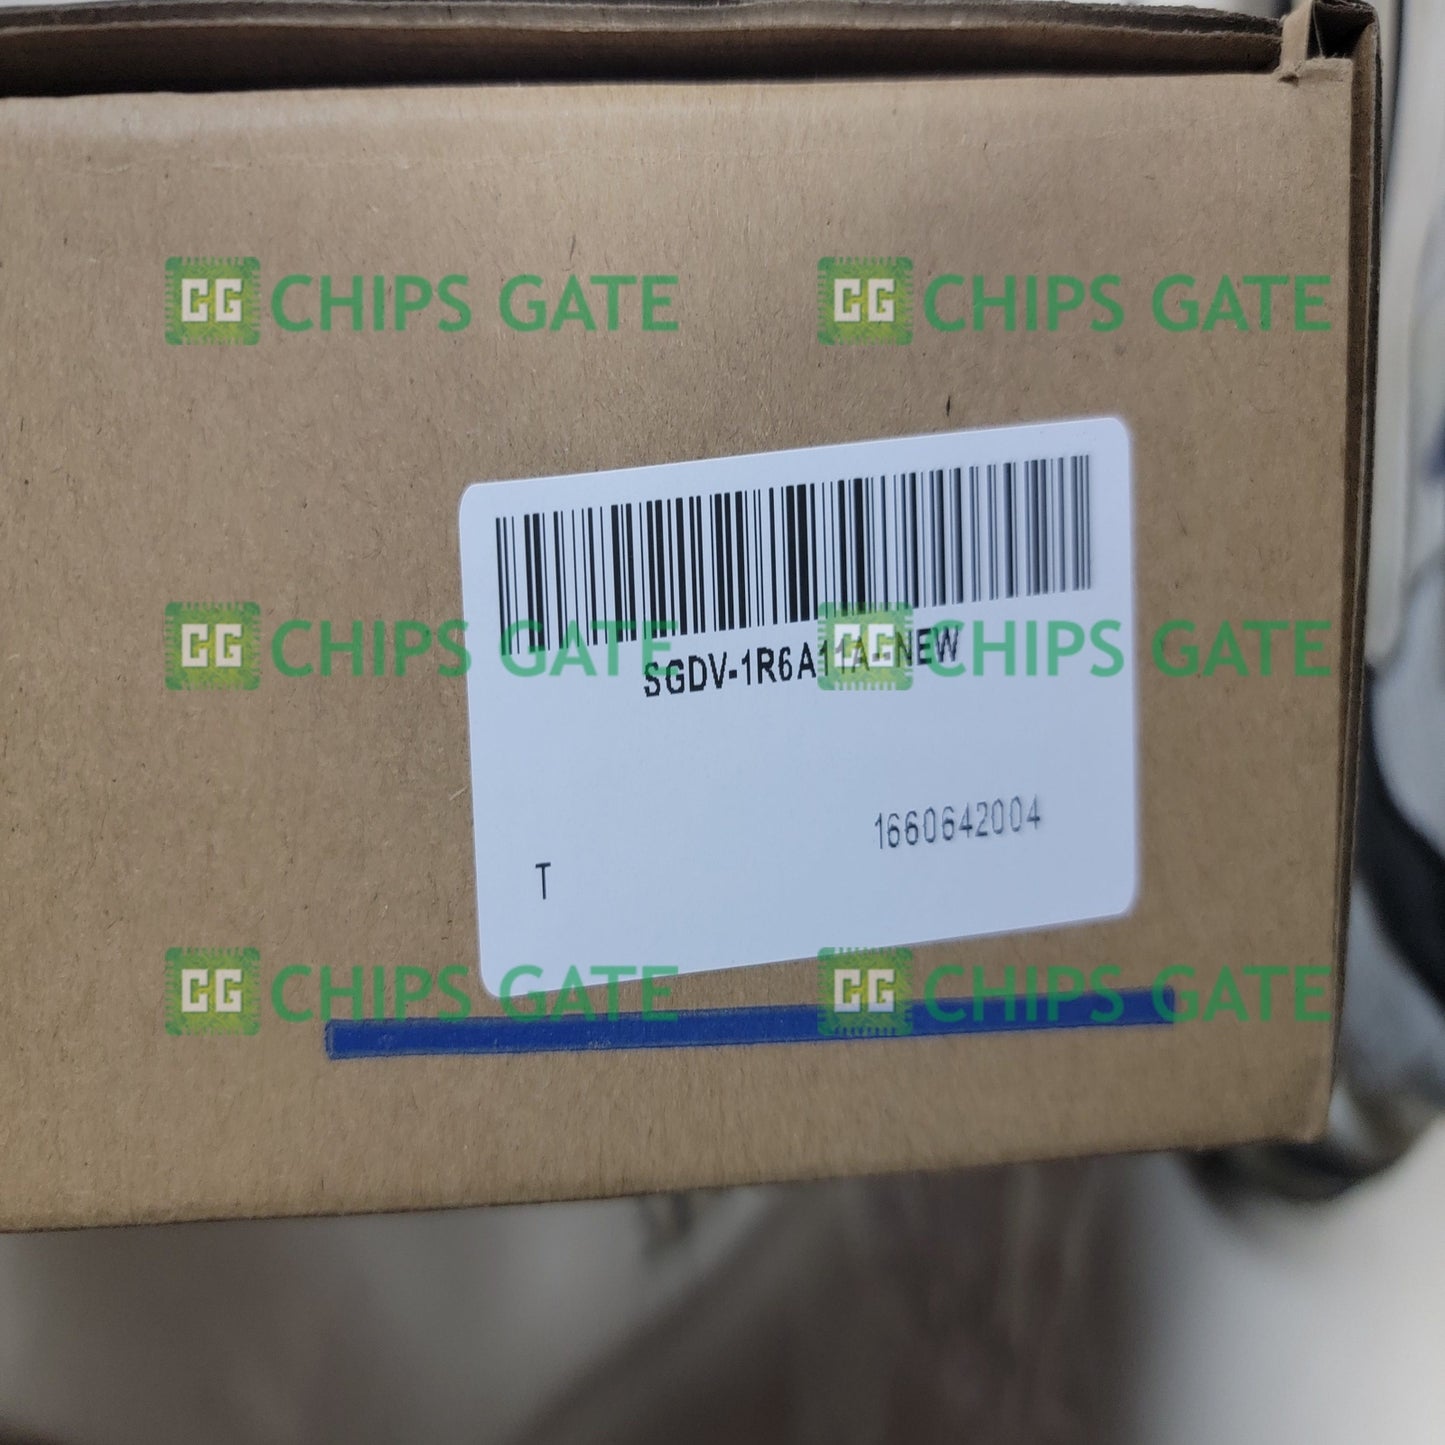 CG CHIPS GATE CG CHIPS GATE
CG CHIPS GATE CG CHIPS GATE
SGDV-1R6A11A--NEW
1660642004
T
CG CHIPS GATE CG CHIPS GATE